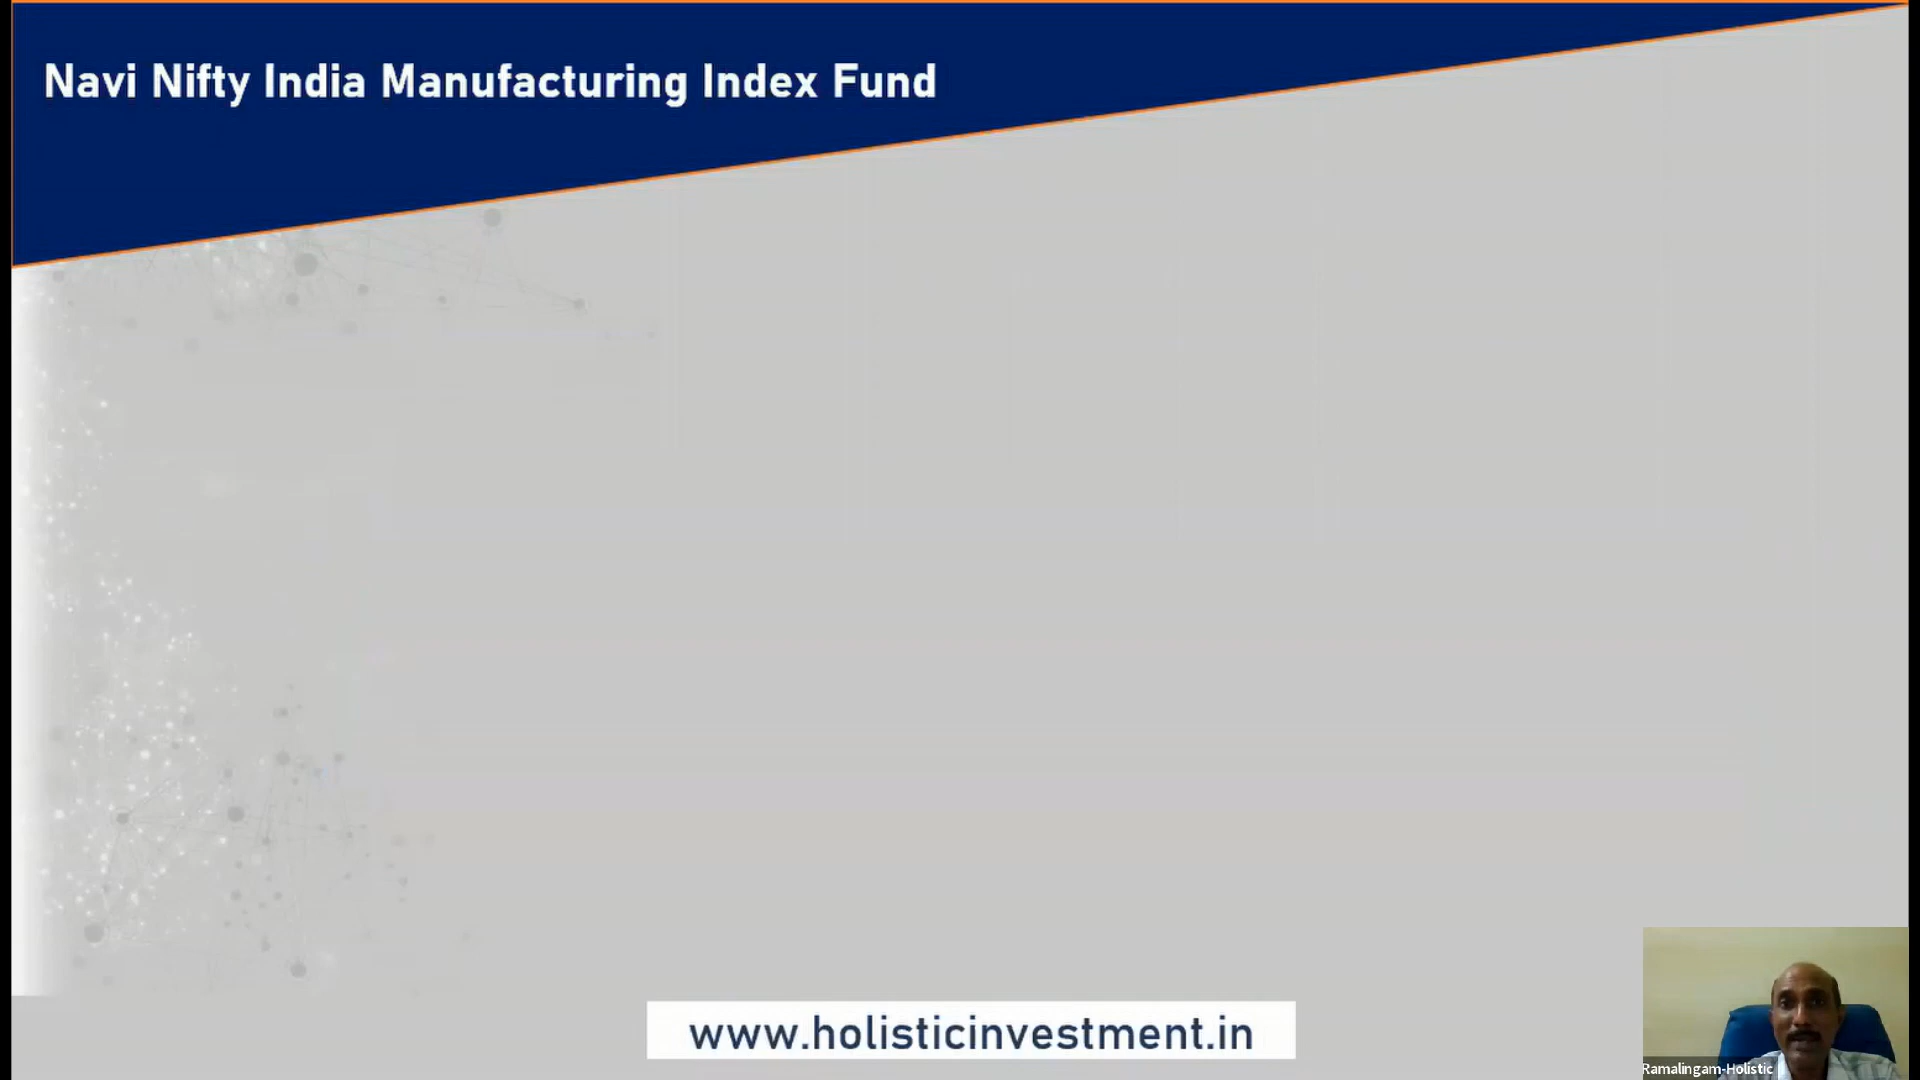 Navi Nifty India Manufacturing Index Fund
www.holisticinvestment.in
Ramalingam-Holistic